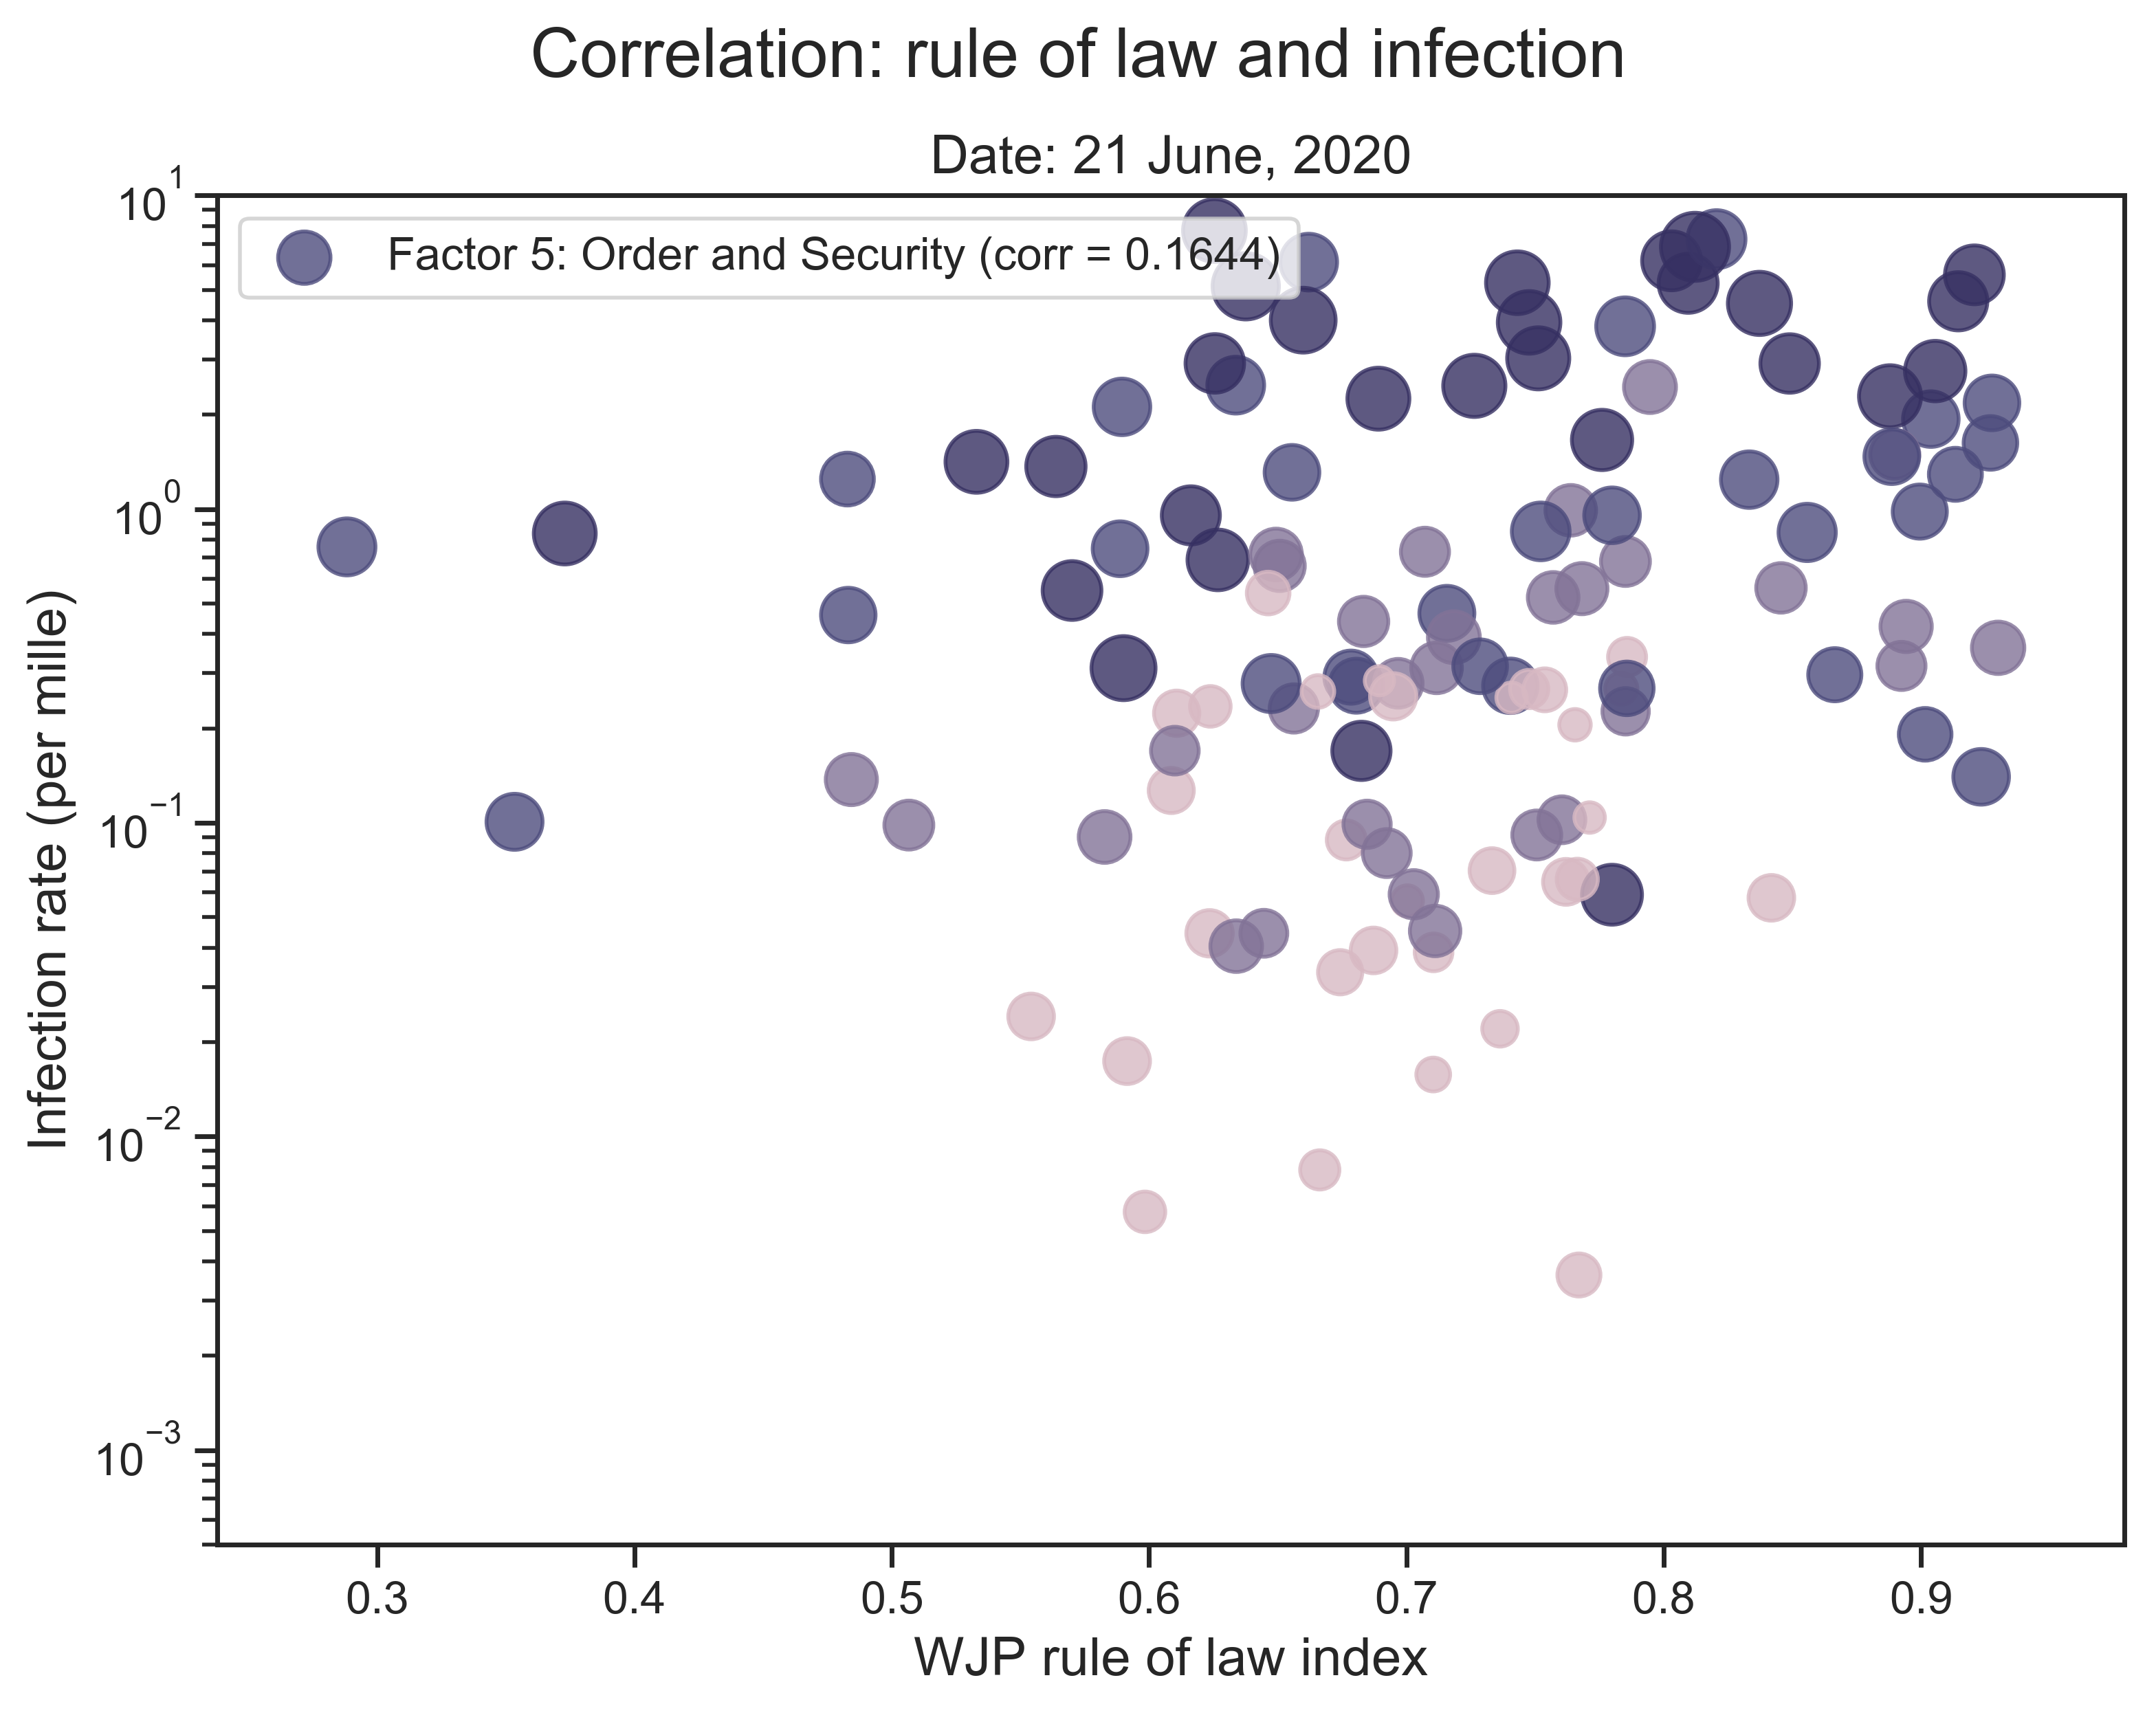 Correlation: rule of law and infection
Date: 21 June, 2020
Factor 5: Order and Security (corr = 0.1644)
Infection rate (per mille)
10^1
10^0
10^−1
10^−2
10^−3
0.3 0.4 0.5 0.6 0.7 0.8 0.9
WJP rule of law index